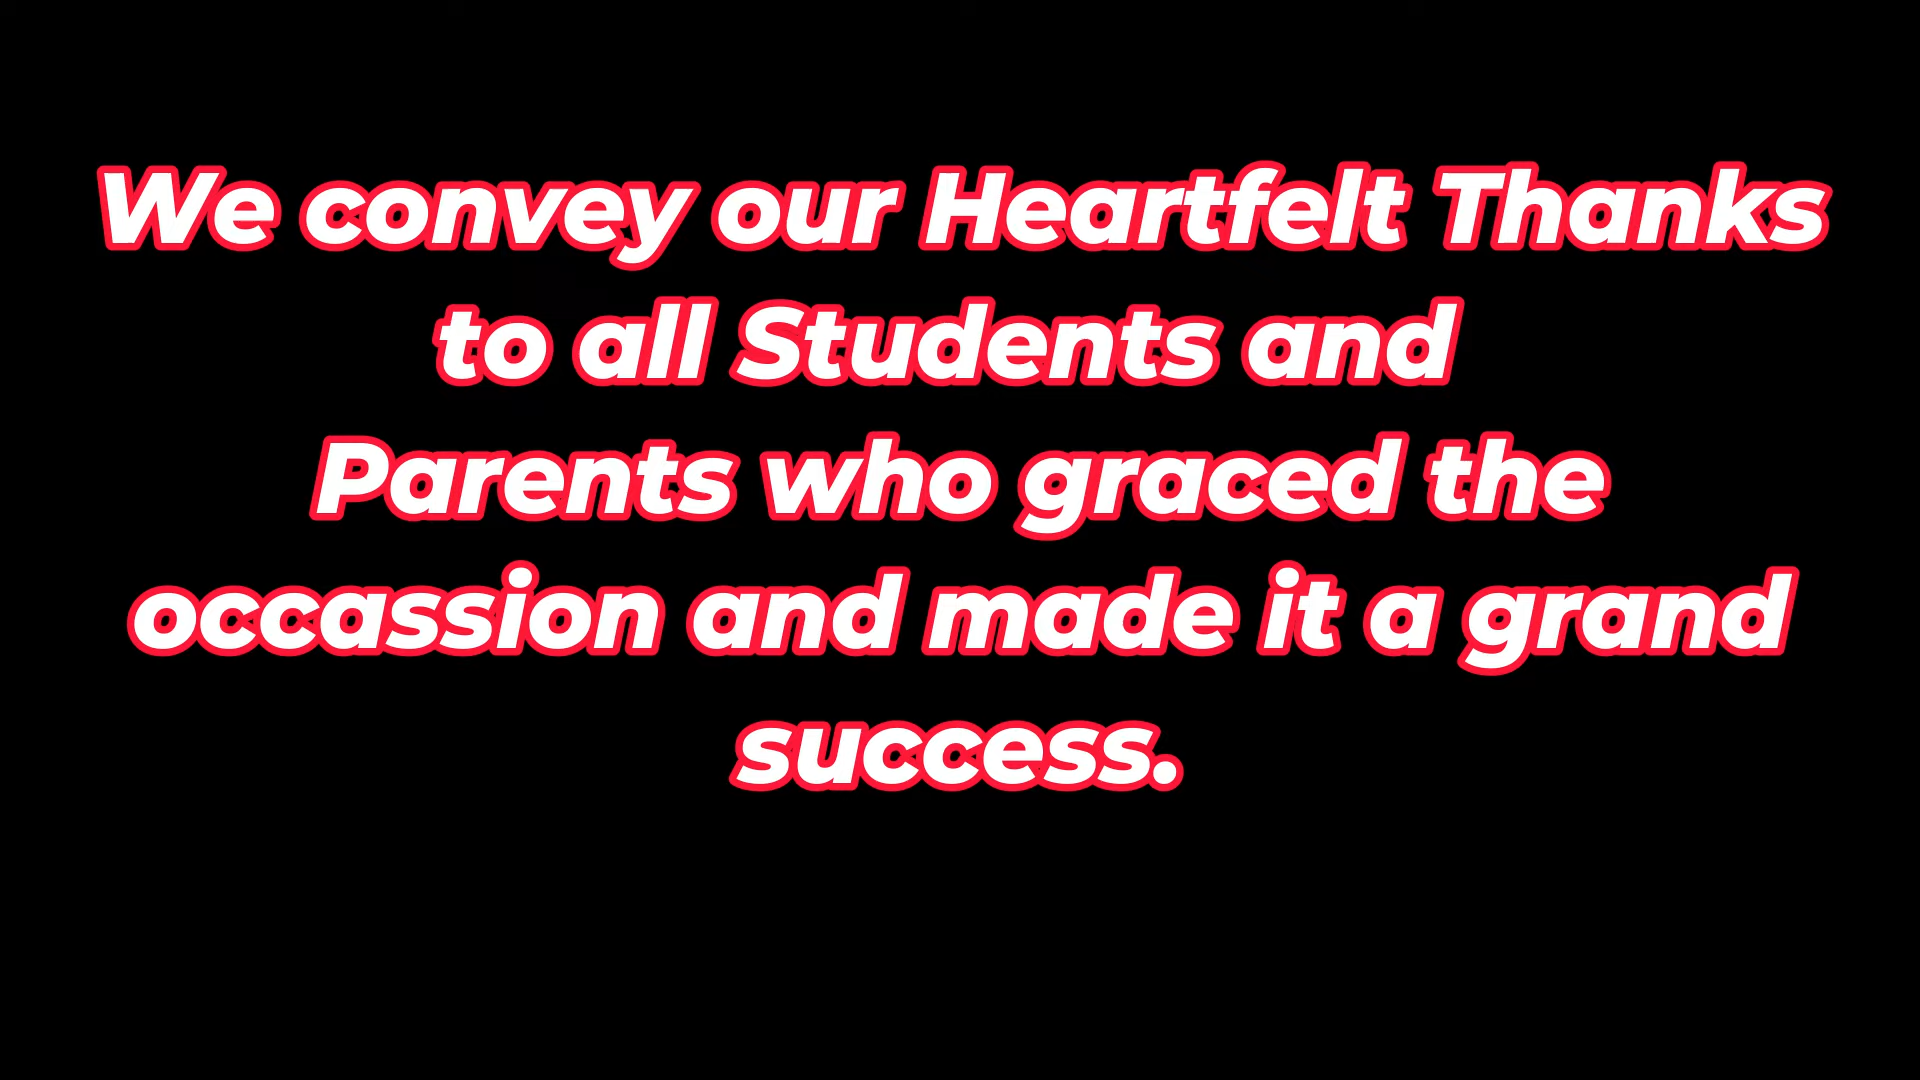 We convey our Heartfelt Thanks
to all Students and
Parents who graced the
occassion and made it a grand
success.